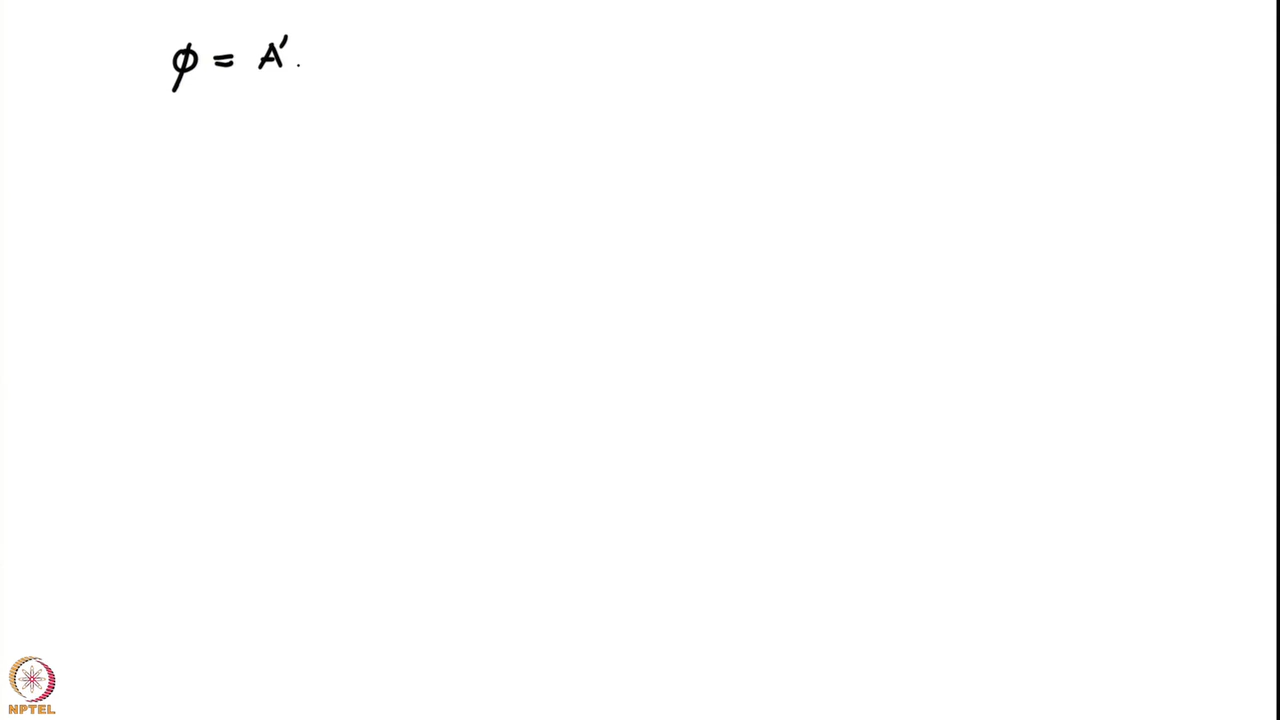 ϕ = A'.
NPTEL